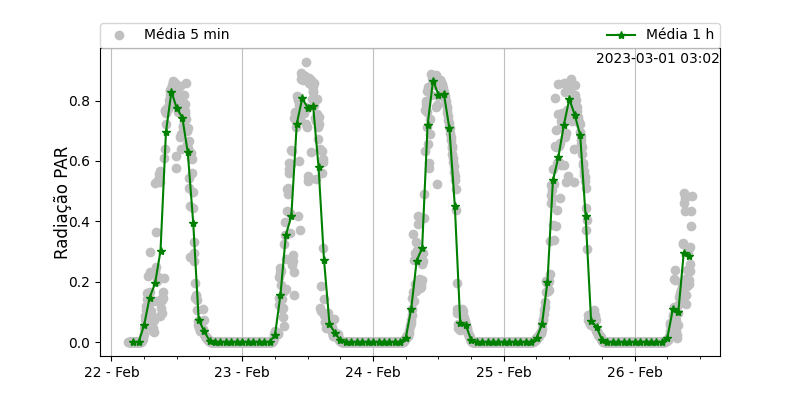 Média 5 min
Média 1 h
2023-03-01 03:02
Radiação PAR
0.8
0.6
0.4
0.2
0.0
22 - Feb
23 - Feb
24 - Feb
25 - Feb
26 - Feb